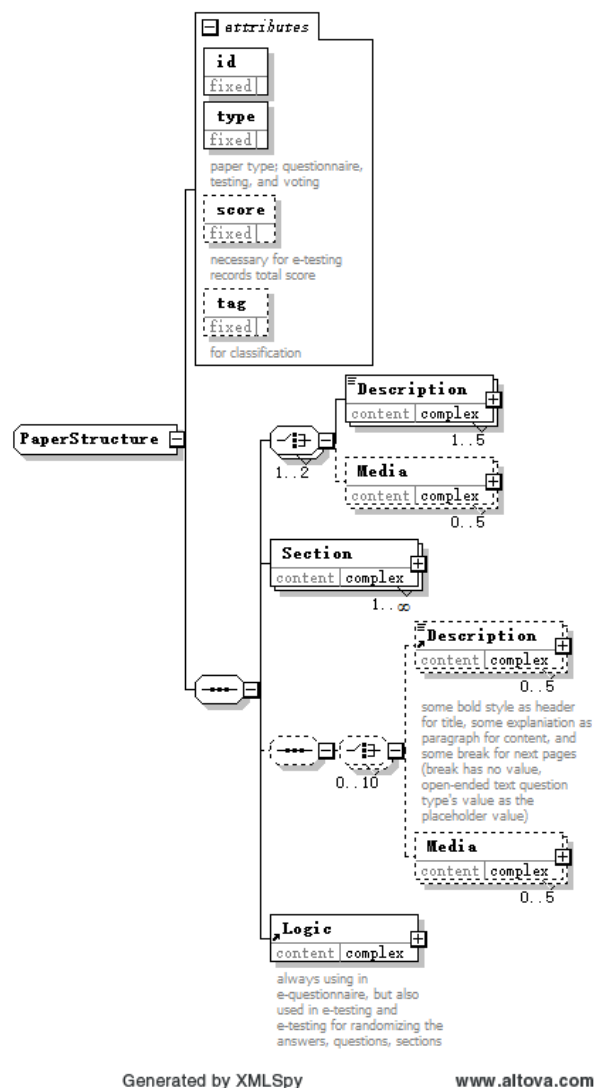 attributes
id
fixed
type
fixed
paper type; questionnaire,
testing, and voting
score
fixed
necessary for e-testing
records total score
tag
fixed
for classification
Description
content complex
1..5
PaperStructure
1..2
Media
content complex
0..5
Section
content complex
1..∞
Description
content complex
0..5
some bold style as header
for title, some explaniation as
paragraph for content, and
some break for next pages
(break has no value,
open-ended text question
type's value as the
placeholder value)
0..10
Media
content complex
0..5
Logic
content complex
always using in
e-questionnaire, but also
used in e-testing and
e-testing for randomizing the
answers, questions, sections
Generated by XMLSpy www.altova.com